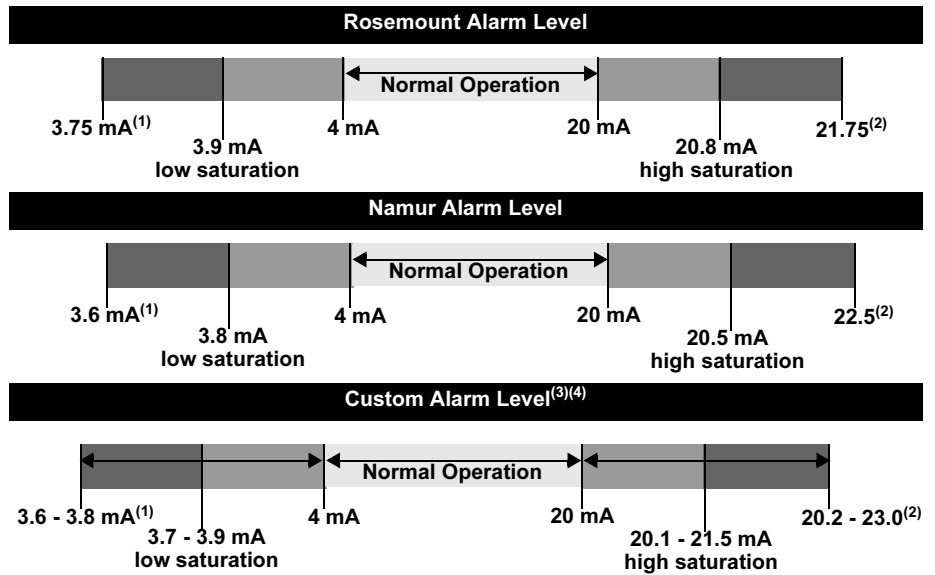 Rosemount Alarm Level
Normal Operation
3.75 mA(1)
4 mA
20 mA
21.75(2)
3.9 mA
low saturation
20.8 mA
high saturation
Namur Alarm Level
Normal Operation
3.6 mA(1)
4 mA
20 mA
22.5(2)
3.8 mA
low saturation
20.5 mA
high saturation
Custom Alarm Level(3)(4)
Normal Operation
3.6 - 3.8 mA(1)
4 mA
20 mA
20.2 - 23.0(2)
3.7 - 3.9 mA
low saturation
20.1 - 21.5 mA
high saturation